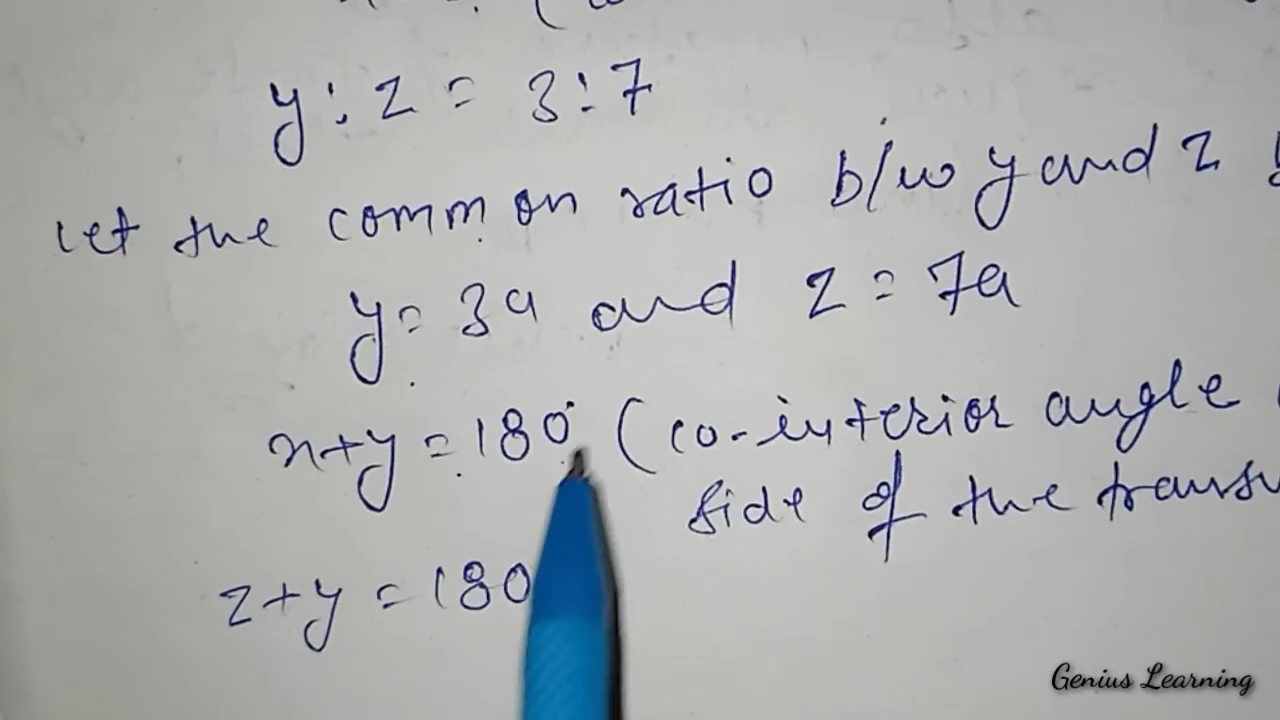 y : z = 3 : 7
Let the common ratio b/w y and z
y = 3a and z = 7a
x + y = 180° (co-interior angle
side of the transv
z + y = 180
Genius Learning